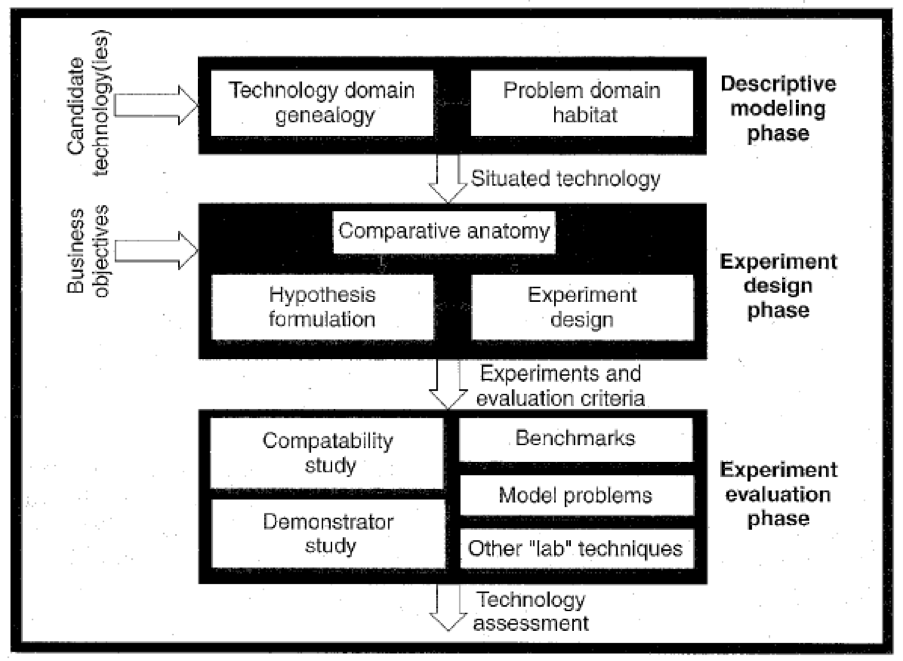 Candidate
technology(ies)
Technology domain
genealogy
Problem domain
habitat
Descriptive
modeling
phase
Situated technology
Business
objectives
Comparative anatomy
Hypothesis
formulation
Experiment
design
Experiment
design
phase
Experiments and
evaluation criteria
Compatability
study
Demonstrator
study
Benchmarks
Model problems
Other "lab" techniques
Experiment
evaluation
phase
Technology
assessment